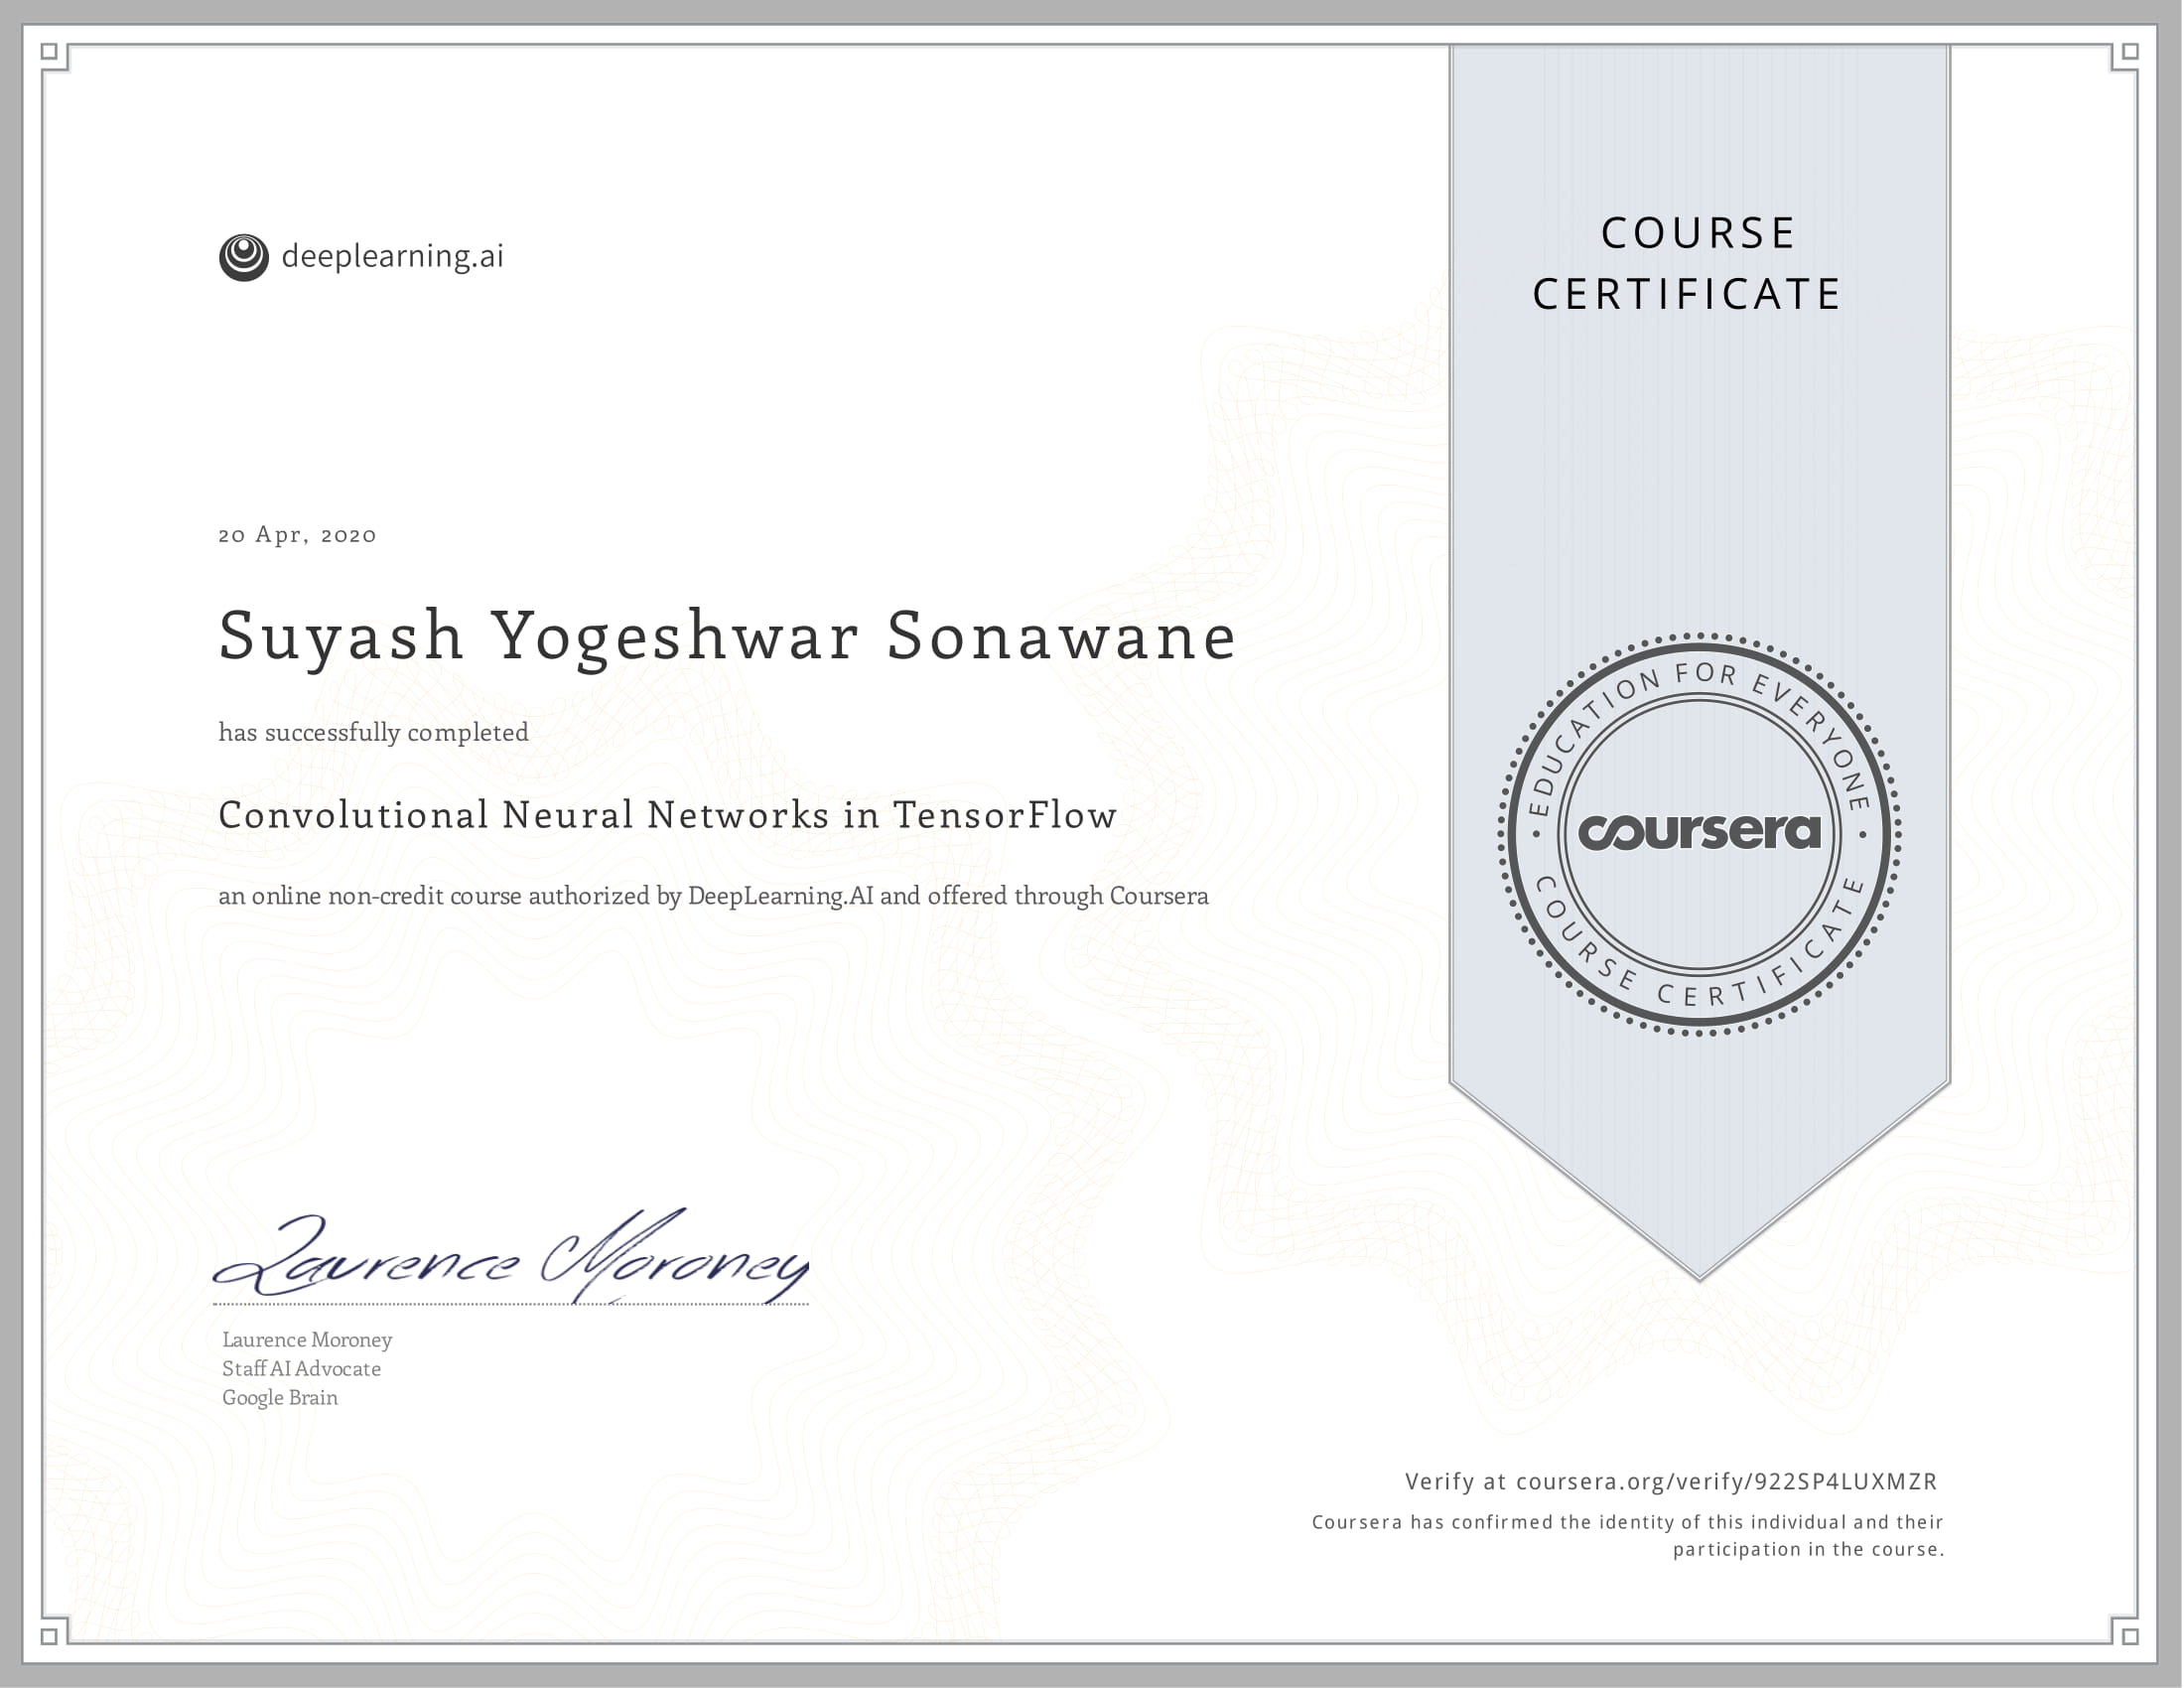 deeplearning.ai
COURSE
CERTIFICATE
20 Apr, 2020
Suyash Yogeshwar Sonawane
has successfully completed
Convolutional Neural Networks in TensorFlow
an online non-credit course authorized by DeepLearning.AI and offered through Coursera
EDUCATION FOR EVERYONE
coursera
COURSE CERTIFICATE
Laurence Moroney
Laurence Moroney
Staff AI Advocate
Google Brain
Verify at coursera.org/verify/922SP4LUXMZR
Coursera has confirmed the identity of this individual and their
participation in the course.